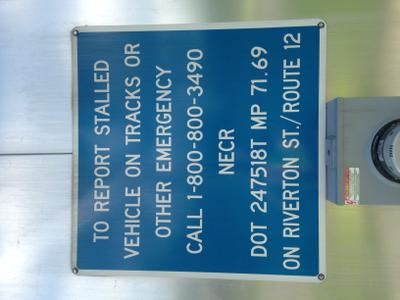 TO REPORT STALLED
VEHICLE ON TRACKS OR
OTHER EMERGENCY
CALL 1-800-800-3490
NECR
DOT 247518T MP 71.69
ON RIVERTON ST./ROUTE 12